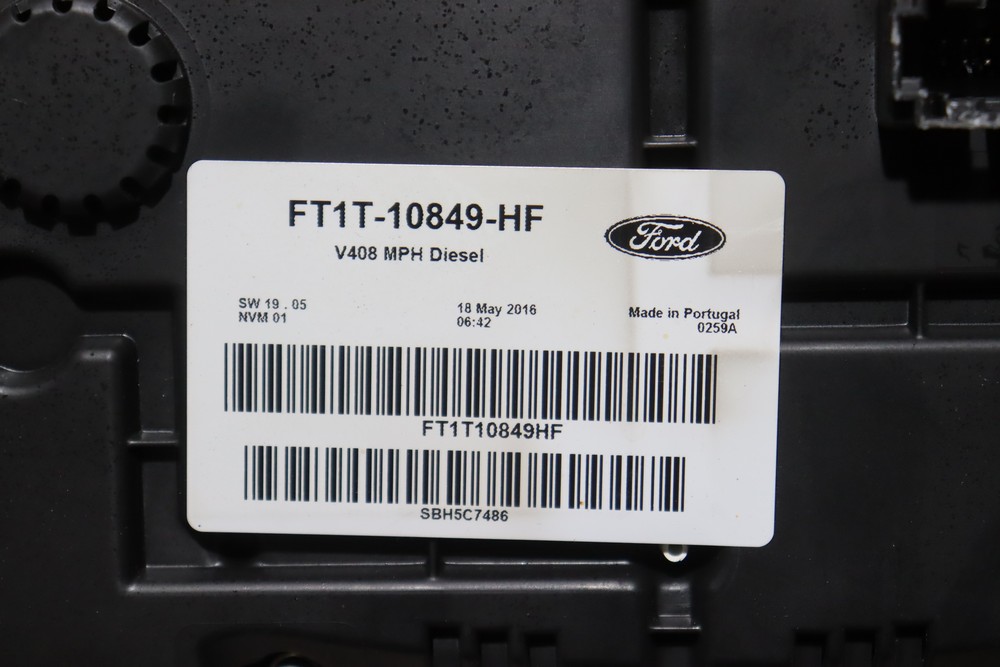 FT1T-10849-HF
Ford
V408 MPH Diesel
SW 19 . 05
NVM 01
18 May 2016
06:42
Made in Portugal
0259A
FT1T10849HF
SBH5C7486